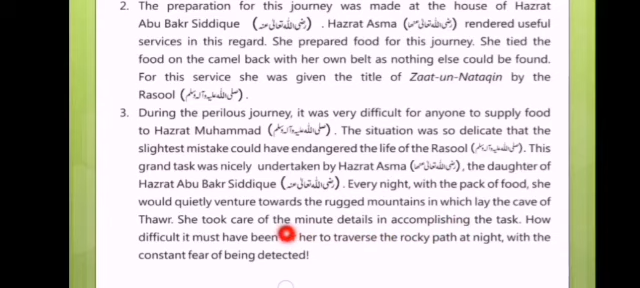 2. The preparation for this journey was made at the house of Hazrat
Abu Bakr Siddique (رضی اللہ تعالیٰ عنہ). Hazrat Asma (رضی اللہ تعالیٰ عنہا) rendered useful
services in this regard. She prepared food for this journey. She tied the
food on the camel back with her own belt as nothing else could be found.
For this service she was given the title of Zaat-un-Nataqin by the
Rasool (صلی اللہ علیہ وآلہ وسلم).
3. During the perilous journey, it was very difficult for anyone to supply food
to Hazrat Muhammad (صلی اللہ علیہ وآلہ وسلم). The situation was so delicate that the
slightest mistake could have endangered the life of the Rasool (صلی اللہ علیہ وآلہ وسلم). This
grand task was nicely undertaken by Hazrat Asma (رضی اللہ تعالیٰ عنہا), the daughter of
Hazrat Abu Bakr Siddique (رضی اللہ تعالیٰ عنہ). Every night, with the pack of food, she
would quietly venture towards the rugged mountains in which lay the cave of
Thawr. She took care of the minute details in accomplishing the task. How
difficult it must have been her to traverse the rocky path at night, with the
constant fear of being detected!